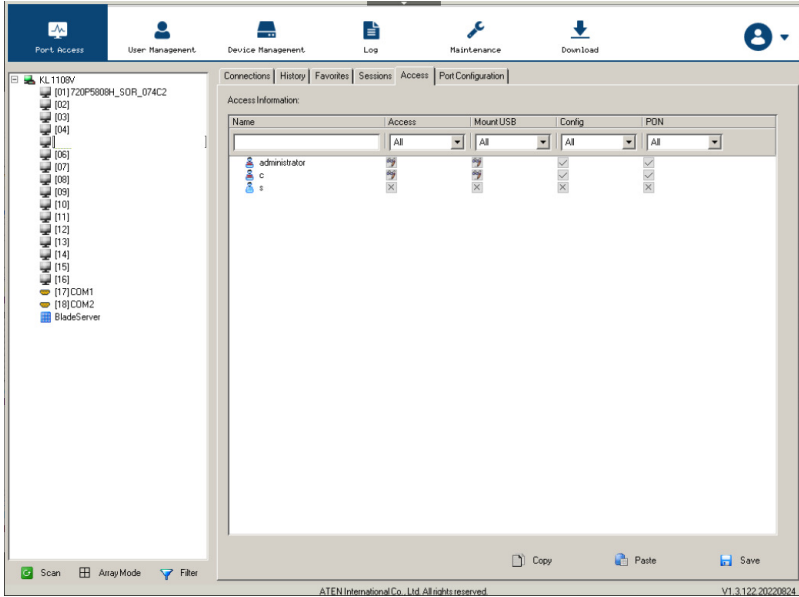 Port Access
User Management
Device Management
Log
Maintenance
Download
KL1108V
[01]720P5808H_SOR_074C2
[02]
[03]
[04]
[06]
[07]
[08]
[09]
[10]
[11]
[12]
[13]
[14]
[15]
[16]
[17]COM1
[18]COM2
BladeServer
Scan
Array Mode
Filter
Connections History Favorites Sessions Access Port Configuration
Access Information:
Name Access Mount USB Config PON
All All All All
administrator
c
s
Copy Paste Save
ATEN International Co., Ltd. All rights reserved.
V1.3.122.20220824